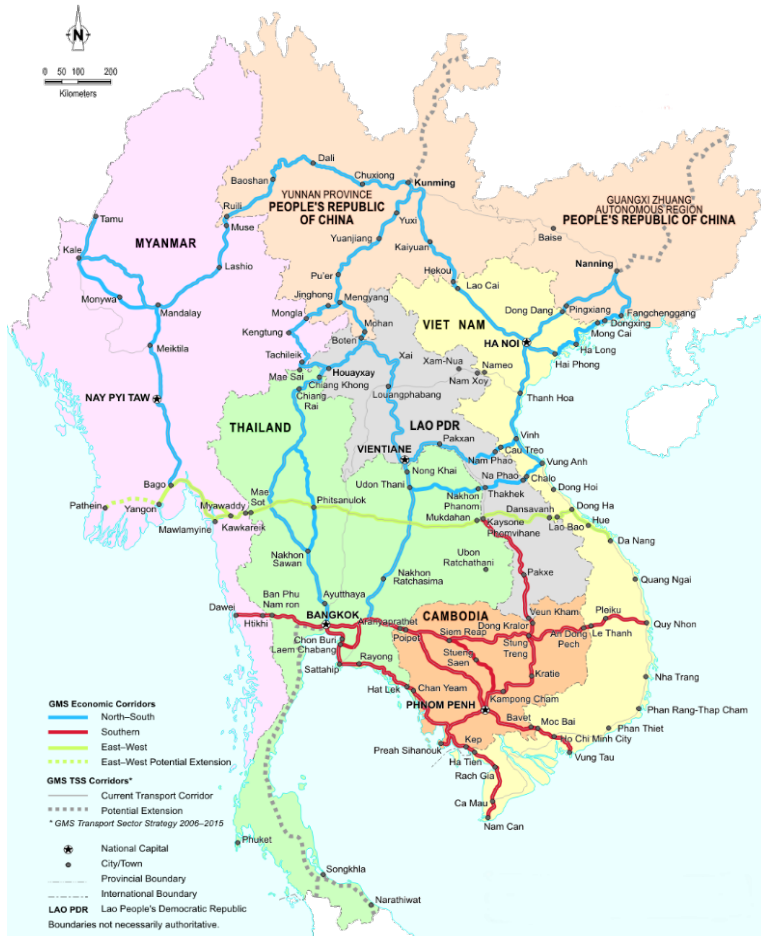 N
0 50 100 200
Kilometers
Dali
Baoshan
Chuxiong
Kunming
YUNNAN PROVINCE
PEOPLE'S REPUBLIC
OF CHINA
GUANGXI ZHUANG
AUTONOMOUS REGION
PEOPLE'S REPUBLIC OF CHINA
Ruili
Muse
Tamu
Yuxi
Yuanjiang
Kaiyuan
Baise
MYANMAR
Kale
Lashio
Pu'er
Hekou
Lao Cai
Nanning
Monywa
Mandalay
Jinghong
Mengyang
Mongla
Mohan
Boten
Dong Dang
Pingxiang
Fangchenggang
Dongxing
Mong Cai
VIET NAM
Kengtung
HA NOI
Ha Long
Hai Phong
Meiktila
Tachileik
Mae Sai
Houayxay
Chiang Khong
Chiang
Rai
Xai
Xam-Nua
Nameo
Nam Xoy
Louangphabang
Thanh Hoa
NAY PYI TAW
THAILAND
LAO PDR
VIENTIANE
Pakxan
Vinh
Cau Treo
Nam Phao
Vung Anh
Nong Khai
Na Phao
Chalo
Udon Thani
Thakhek
Nakhon
Phanom
Dong Hoi
Bago
Pathein
Yangon
Myawaddy
Mae
Sot
Phitsanulok
Mawlamyine
Kawkareik
Mukdahan
Kaysone
Phomvihane
Dansavanh
Lao Bao
Dong Ha
Hue
Da Nang
Nakhon
Sawan
Ubon
Ratchathani
Pakxe
Nakhon
Ratchasima
Quang Ngai
Ban Phu
Nam ron
Ayutthaya
Dawei
Htikhi
BANGKOK
Aranyaprathet
Poipet
CAMBODIA
Siem Reap
Dong Kralor
Veun Kham
Stung
Treng
Pleiku
Le Thanh
An Dong
Pech
Quy Nhon
Chon Buri
Laem Chabang
Rayong
Sattahip
Stueng
Saen
Kratie
Hat Lek
Chan Yeam
Kampong Cham
PHNOM PENH
Bavet
Moc Bai
Nha Trang
Phan Rang-Thap Cham
Phan Thiet
Ho Chi Minh City
Vung Tau
Preah Sihanouk
Kep
Ha Tien
Rach Gia
Ca Mau
Nam Can
Phuket
Songkhla
Narathiwat
GMS Economic Corridors
North–South
Southern
East–West
East–West Potential Extension
GMS TSS Corridors*
Current Transport Corridor
Potential Extension
* GMS Transport Sector Strategy 2006–2015
National Capital
City/Town
Provincial Boundary
International Boundary
LAO PDR Lao People's Democratic Republic
Boundaries not necessarily authoritative.